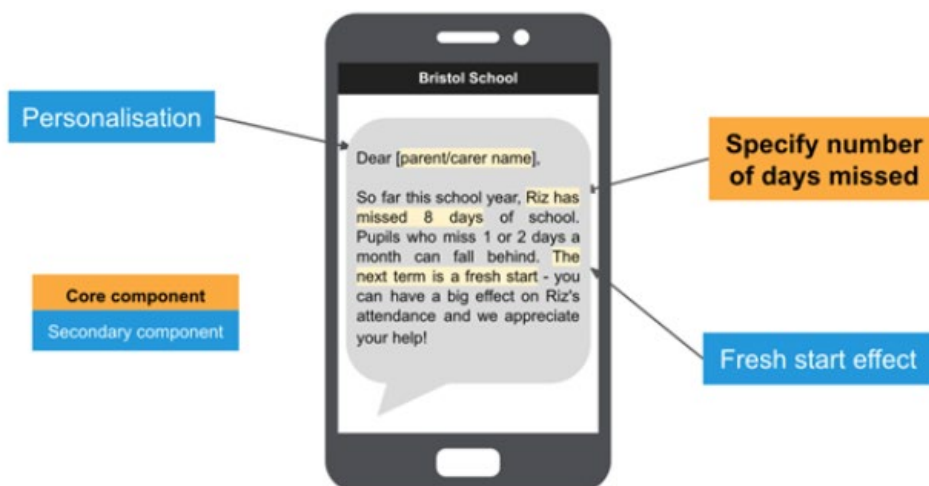 Bristol School
Personalisation
Dear [parent/carer name],
So far this school year, Riz has
missed 8 days of school.
Pupils who miss 1 or 2 days a
month can fall behind. The
next term is a fresh start - you
can have a big effect on Riz's
attendance and we appreciate
your help!
Specify number
of days missed
Core component
Secondary component
Fresh start effect